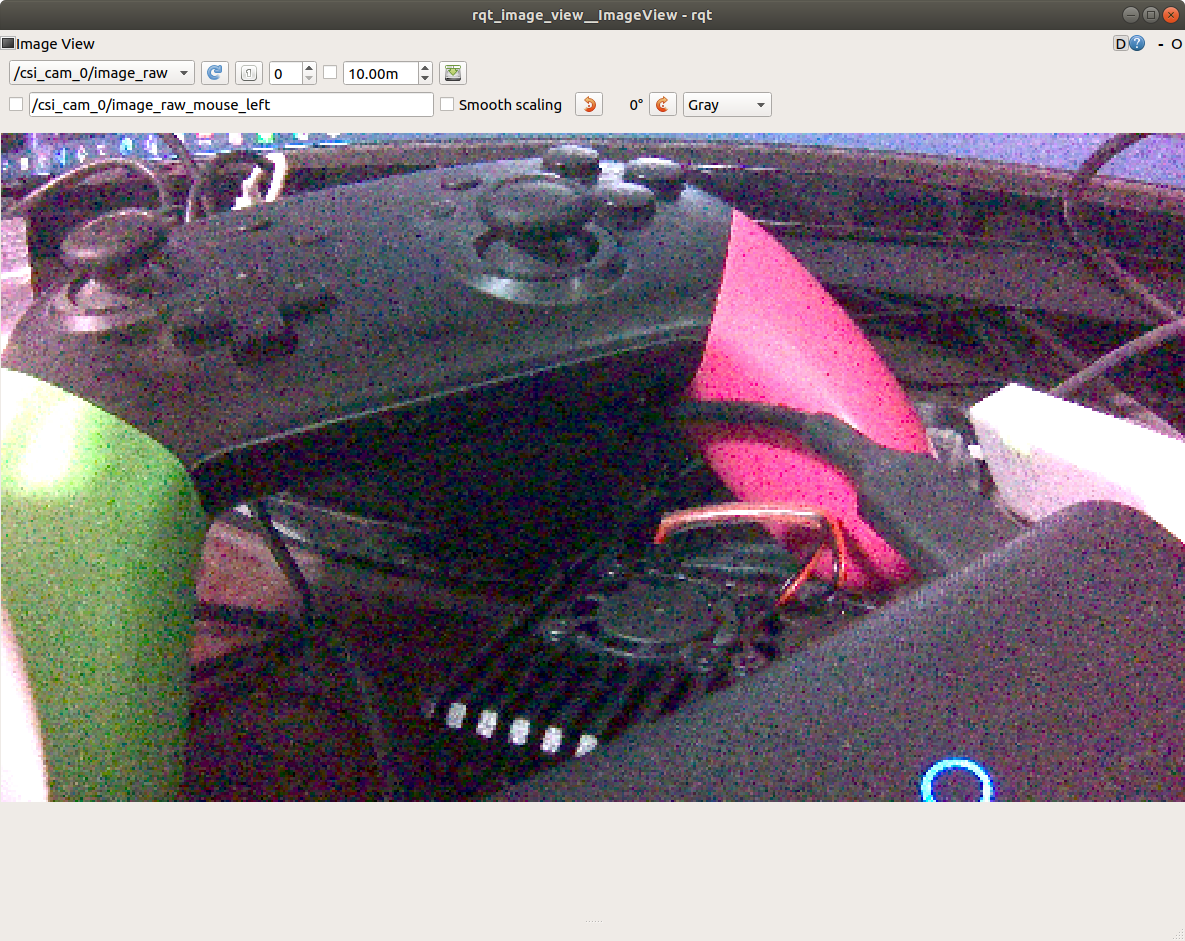 rqt_image_view__ImageView - rqt
Image View
D ? - O
/csi_cam_0/image_raw 0 10.00m
/csi_cam_0/image_raw_mouse_left Smooth scaling 0° Gray